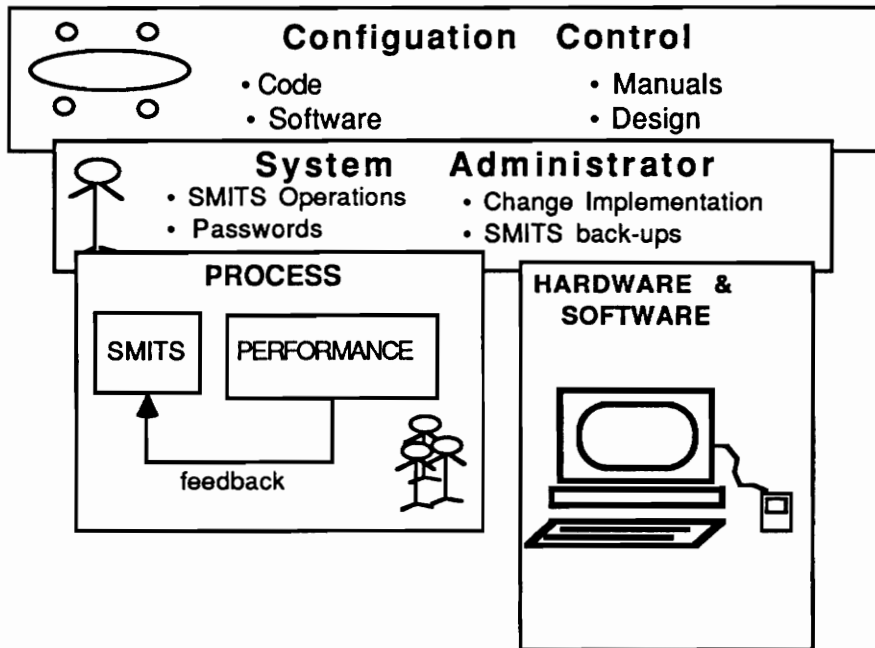 Configuation Control
• Code
• Software
• Manuals
• Design
System Administrator
• SMITS Operations
• Passwords
• Change Implementation
• SMITS back-ups
PROCESS
SMITS
PERFORMANCE
feedback
HARDWARE &
SOFTWARE